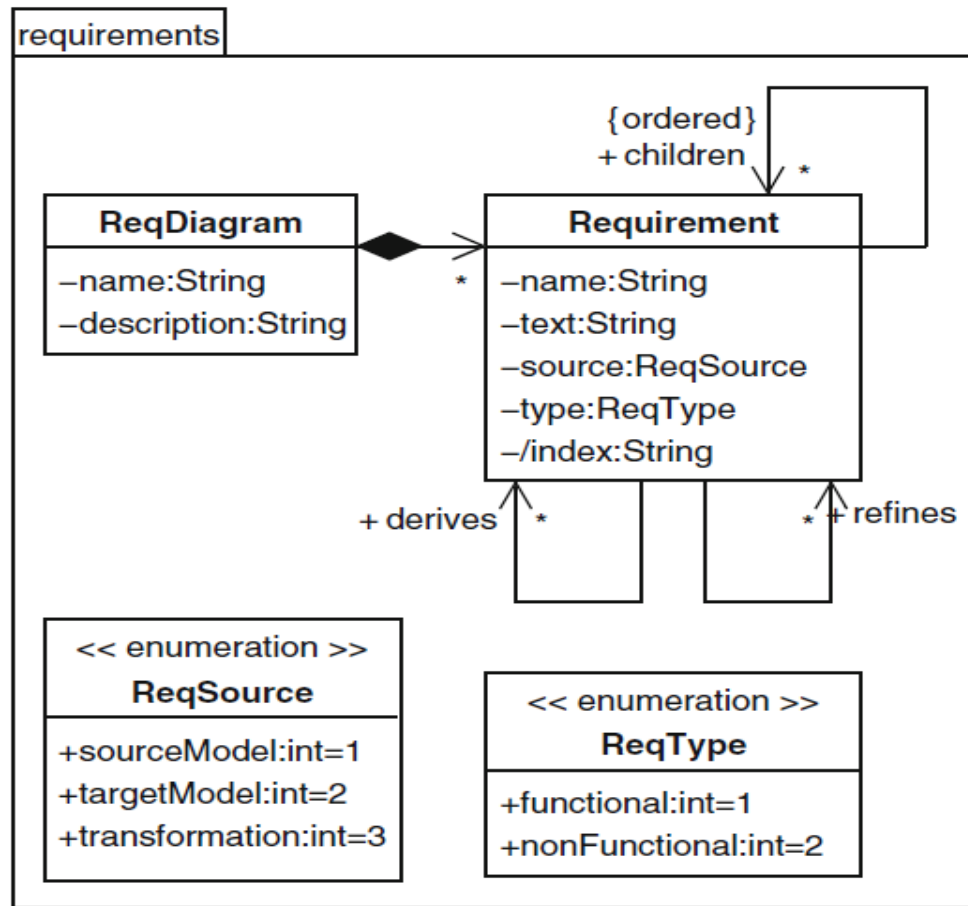 requirements
{ordered}
+ children
*
ReqDiagram
–name:String
–description:String
*
Requirement
–name:String
–text:String
–source:ReqSource
–type:ReqType
–/index:String
+ derives
*
*
+ refines
<< enumeration >>
ReqSource
+sourceModel:int=1
+targetModel:int=2
+transformation:int=3
<< enumeration >>
ReqType
+functional:int=1
+nonFunctional:int=2